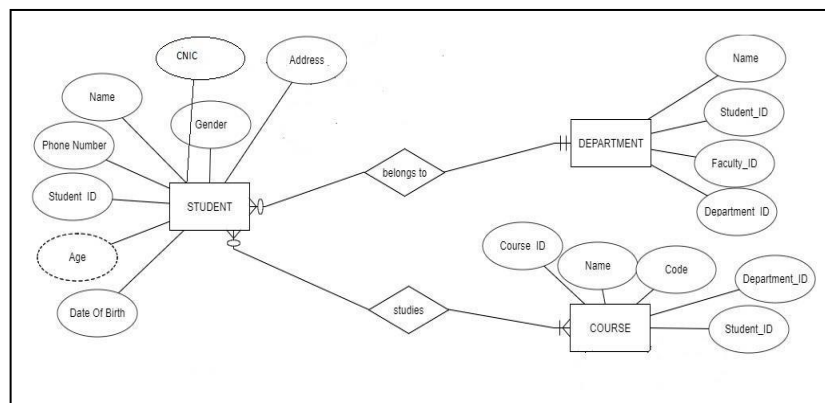 CNIC
Address
Name
Gender
Phone Number
Student ID
STUDENT
Age
Date Of Birth
belongs to
Name
Student_ID
DEPARTMENT
Faculty_ID
Department ID
studies
Course ID
Name
Code
Department_ID
COURSE
Student_ID